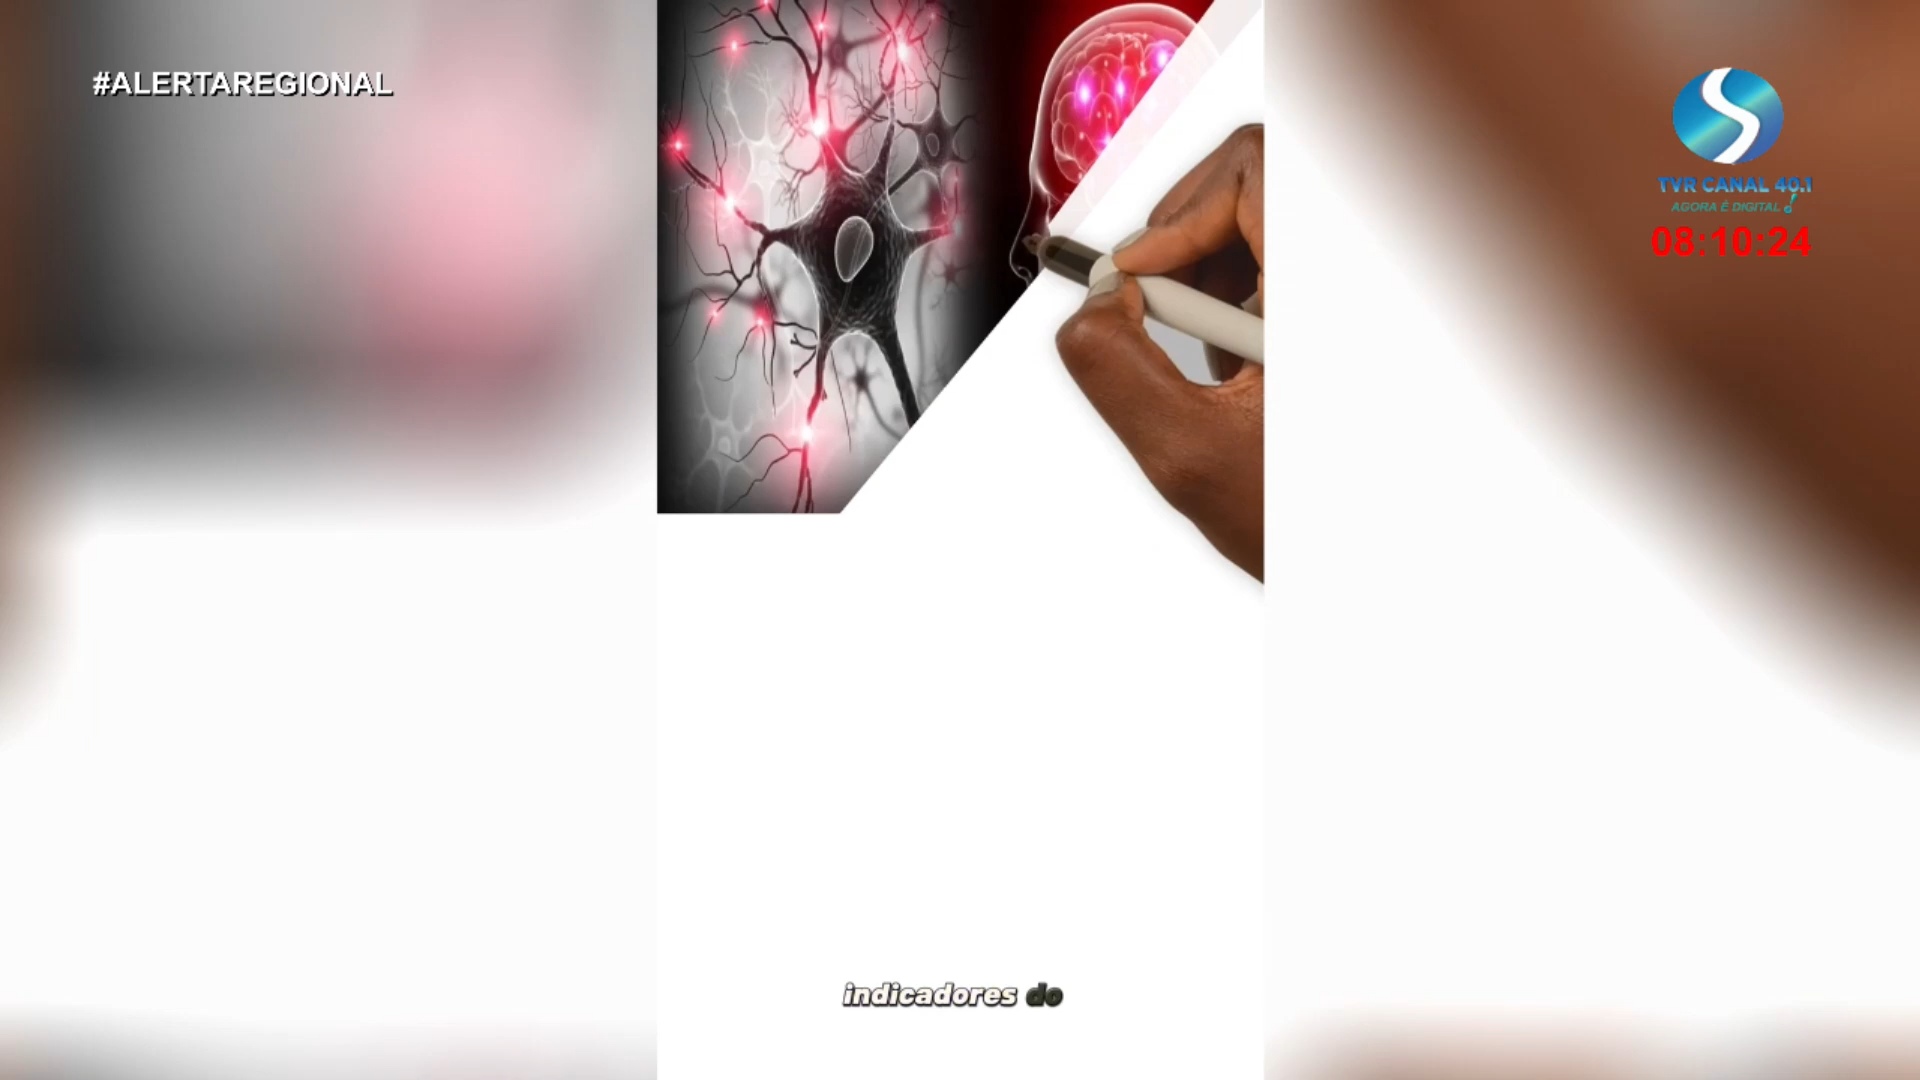 #ALERTAREGIONAL
TVR CANAL 40.1
AGORA É DIGITAL
08:10:24
indicadores do